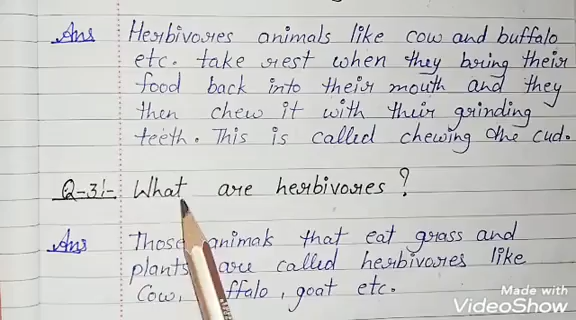 Ans Herbivores animals like cow and buffalo
etc. take rest when they bring their
food back into their mouth and they
then chew it with their grinding
teeth. This is called chewing the cud.
Q-3:- What are herbivores?
Ans Those animals that eat grass and
plants are called herbivores like
Cow, ffalo, goat etc.
Made with
VideoShow